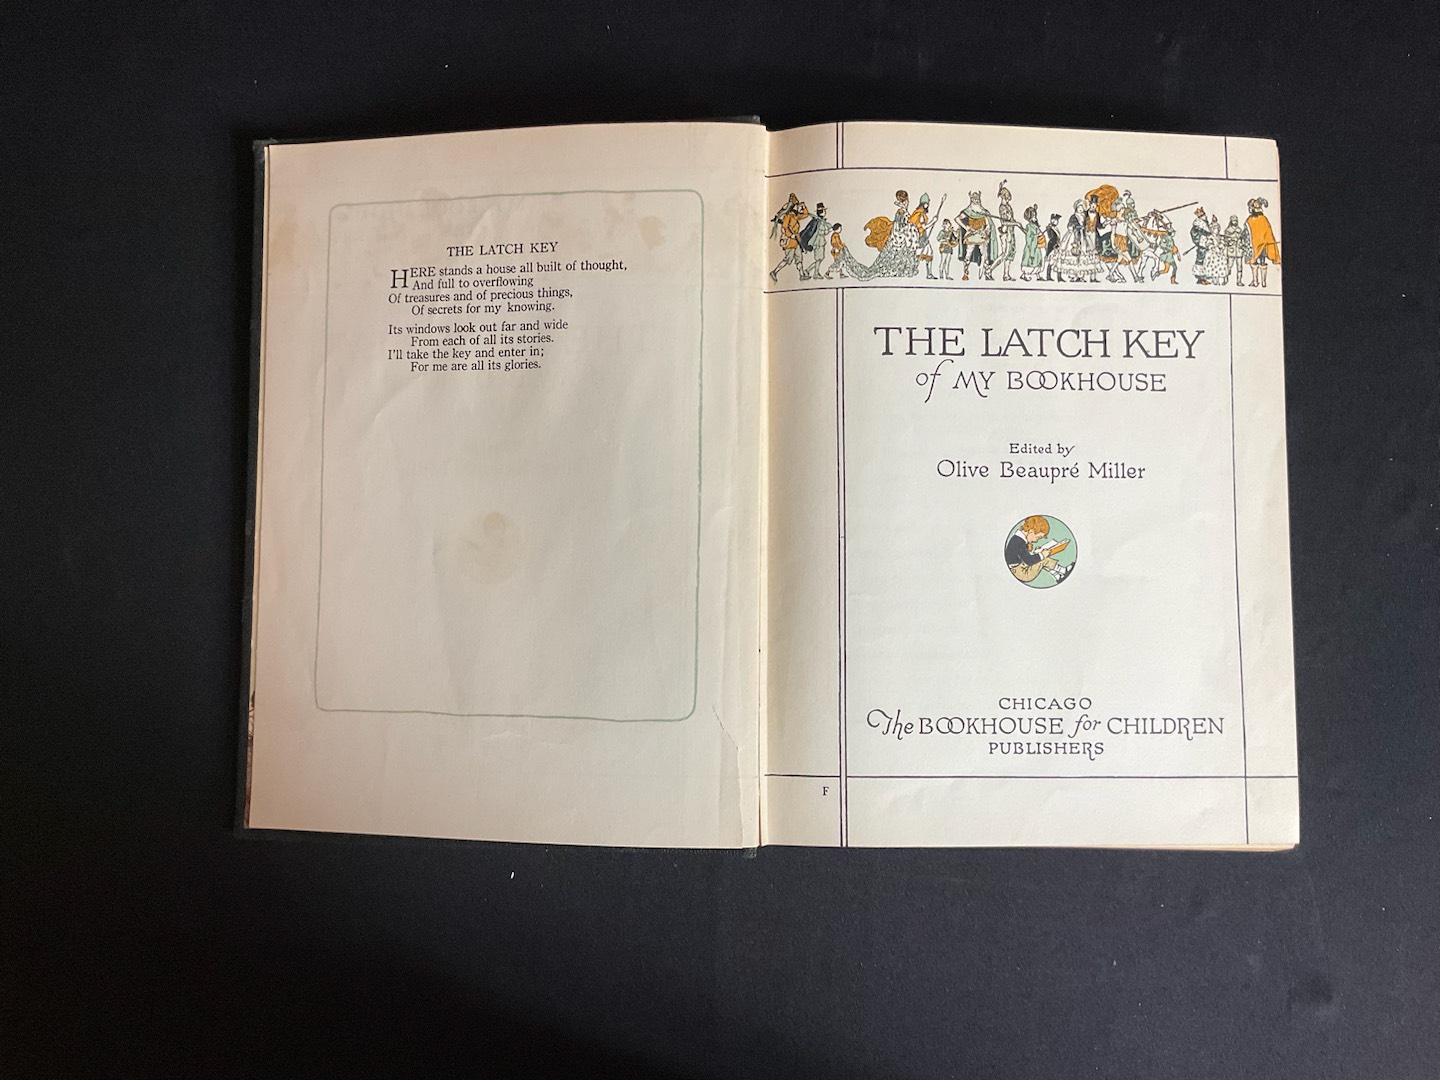 THE LATCH KEY
HERE stands a house all built of thought,
And full to overflowing
Of treasures and of precious things,
Of secrets for my knowing.
Its windows look out far and wide
From each of all its stories.
I'll take the key and enter in;
For me are all its glories.
THE LATCH KEY
of MY BOOKHOUSE
Edited by
Olive Beaupré Miller
CHICAGO
The BOOKHOUSE for CHILDREN
PUBLISHERS
F